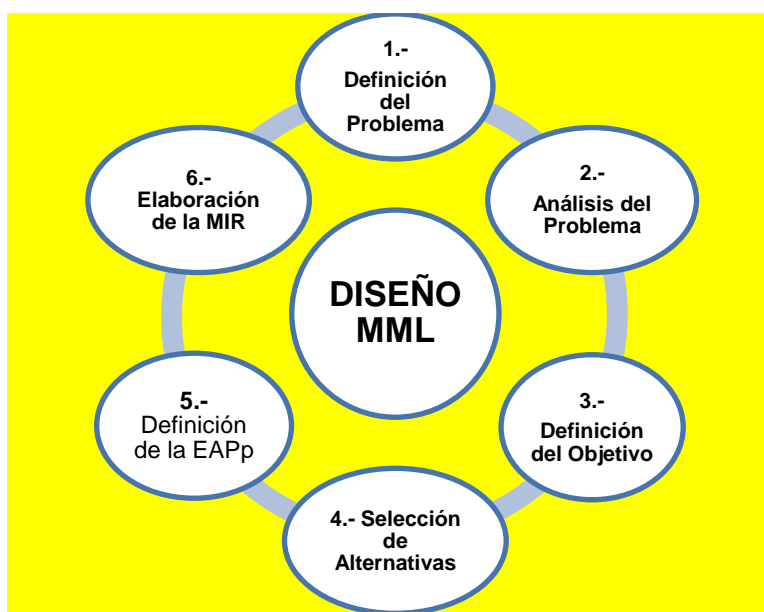 1.-
Definición
del
Problema
2.-
Análisis del
Problema
3.-
Definición
del Objetivo
4.- Selección
de
Alternativas
5.-
Definición
de la EAPp
6.-
Elaboración
de la MIR
DISEÑO
MML